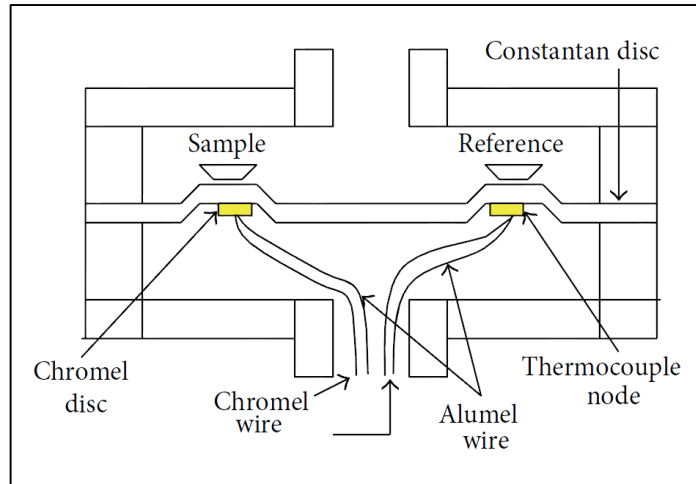 Constantan disc
Sample
Reference
Chromel
disc
Chromel
wire
Alumel
wire
Thermocouple
node